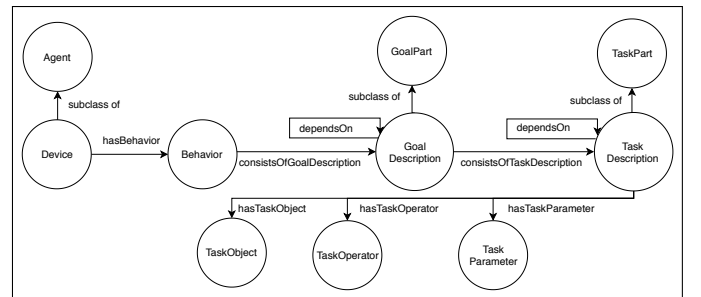 Agent
GoalPart
TaskPart
subclass of
subclass of
subclass of
hasBehavior
dependsOn
dependsOn
Device
Behavior
Goal
Description
Task
Description
consistsOfGoalDescription
consistsOfTaskDescription
hasTaskObject
hasTaskOperator
hasTaskParameter
TaskObject
TaskOperator
Task
Parameter